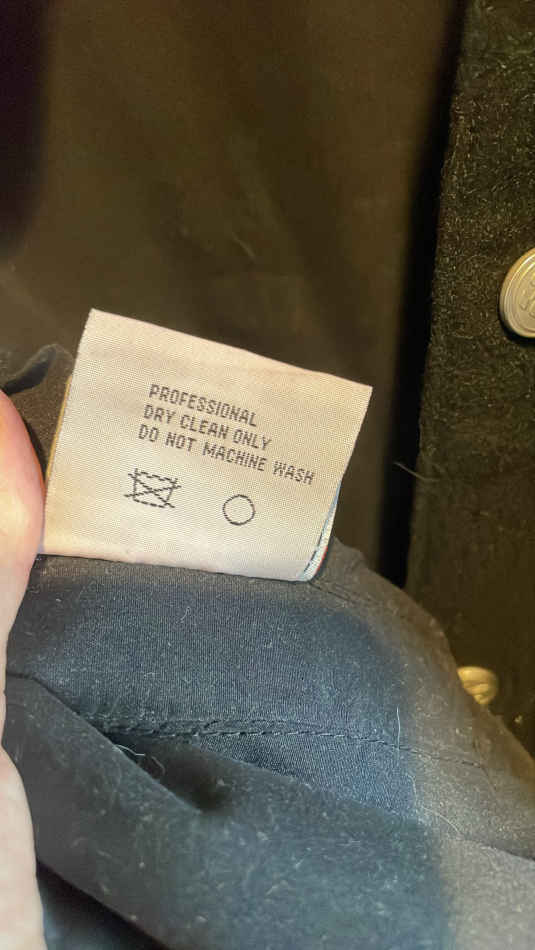 PROFESSIONAL
DRY CLEAN ONLY
DO NOT MACHINE WASH